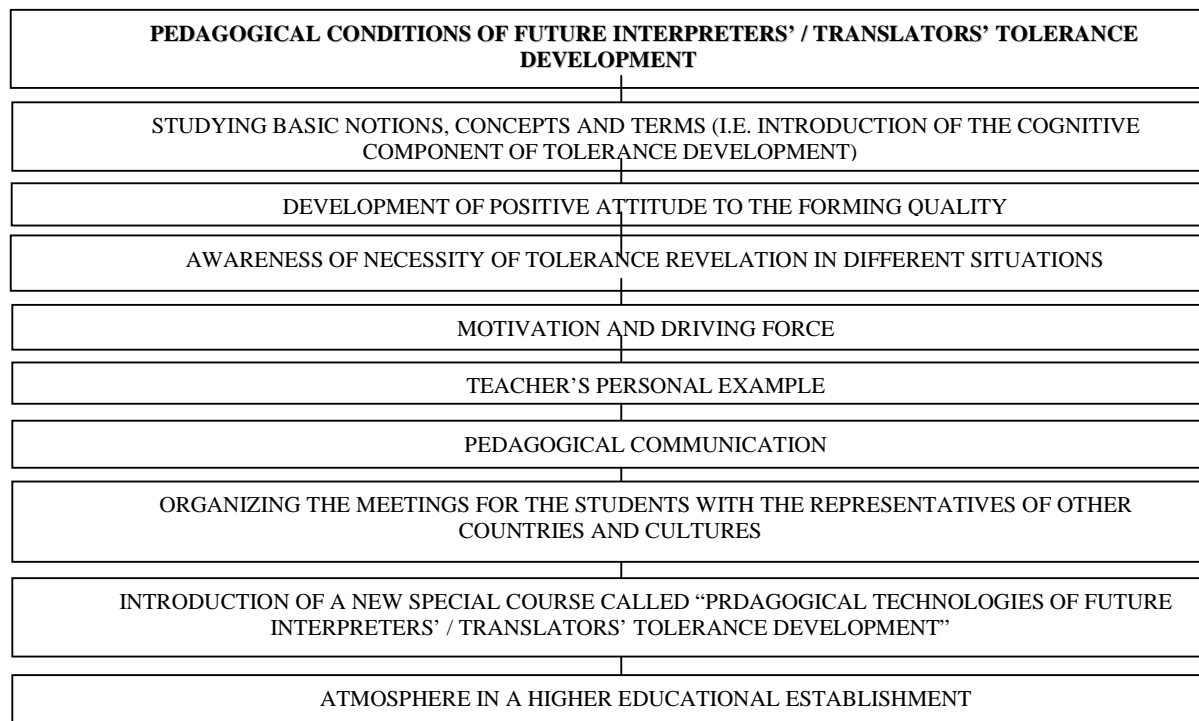 PEDAGOGICAL CONDITIONS OF FUTURE INTERPRETERS’ / TRANSLATORS’ TOLERANCE
DEVELOPMENT
STUDYING BASIC NOTIONS, CONCEPTS AND TERMS (I.E. INTRODUCTION OF THE COGNITIVE
COMPONENT OF TOLERANCE DEVELOPMENT)
DEVELOPMENT OF POSITIVE ATTITUDE TO THE FORMING QUALITY
AWARENESS OF NECESSITY OF TOLERANCE REVELATION IN DIFFERENT SITUATIONS
MOTIVATION AND DRIVING FORCE
TEACHER’S PERSONAL EXAMPLE
PEDAGOGICAL COMMUNICATION
ORGANIZING THE MEETINGS FOR THE STUDENTS WITH THE REPRESENTATIVES OF OTHER
COUNTRIES AND CULTURES
INTRODUCTION OF A NEW SPECIAL COURSE CALLED “PRDAGOGICAL TECHNOLOGIES OF FUTURE
INTERPRETERS’ / TRANSLATORS’ TOLERANCE DEVELOPMENT”
ATMOSPHERE IN A HIGHER EDUCATIONAL ESTABLISHMENT